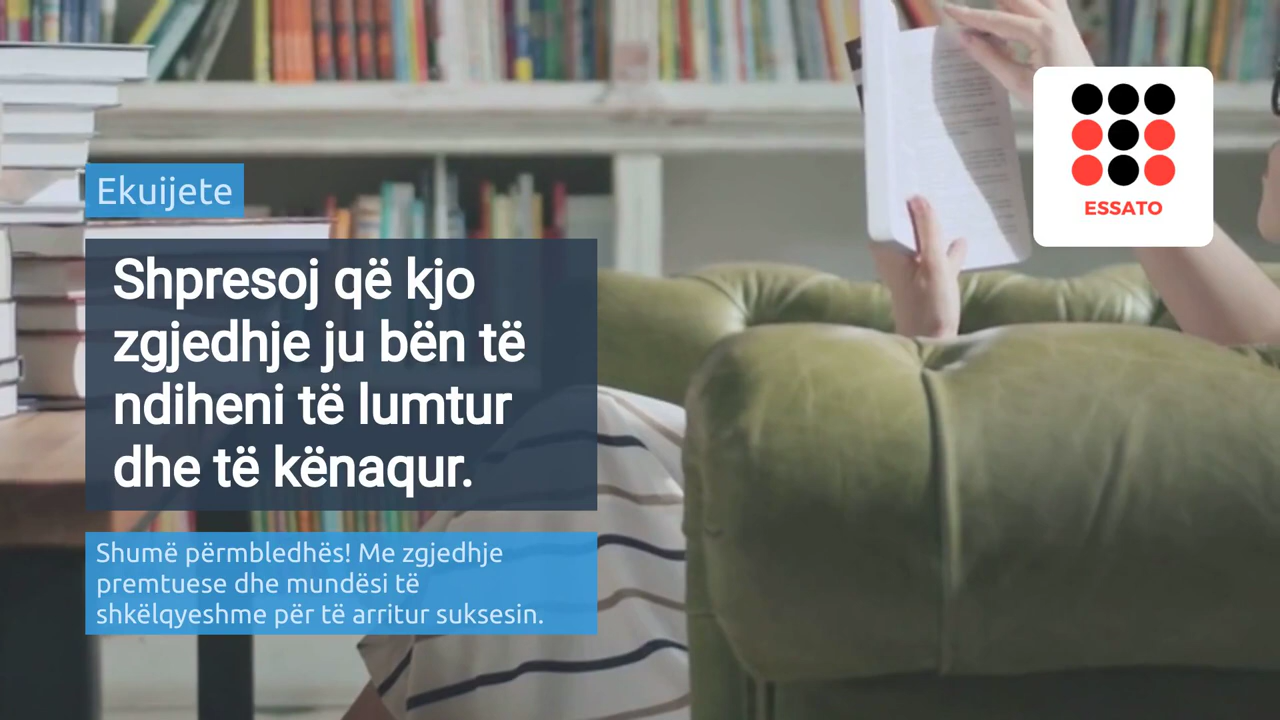 Ekuijete
Shpresoj që kjo
zgjedhje ju bën të
ndiheni të lumtur
dhe të kënaqur.
Shumë përmbledhës! Me zgjedhje
premtuese dhe mundësi të
shkëlqyeshme për të arritur suksesin.
ESSATO